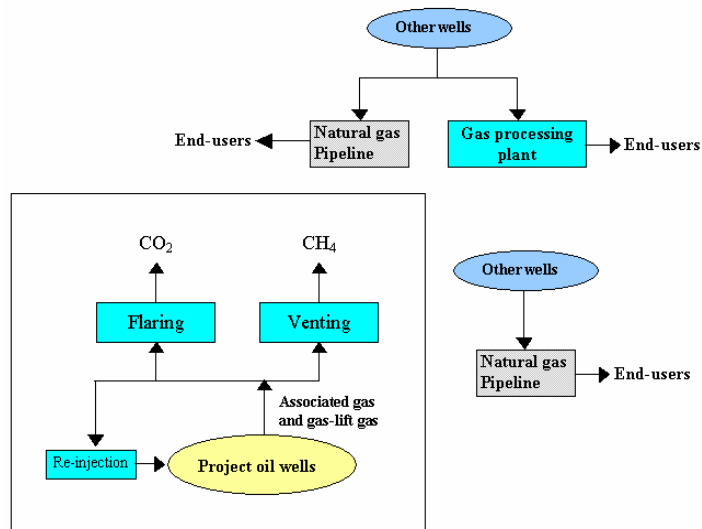 Other wells
End-users
Natural gas
Pipeline
Gas processing
plant
End-users
CO₂
CH₄
Flaring
Venting
Associated gas
and gas-lift gas
Re-injection
Project oil wells
Other wells
Natural gas
Pipeline
End-users